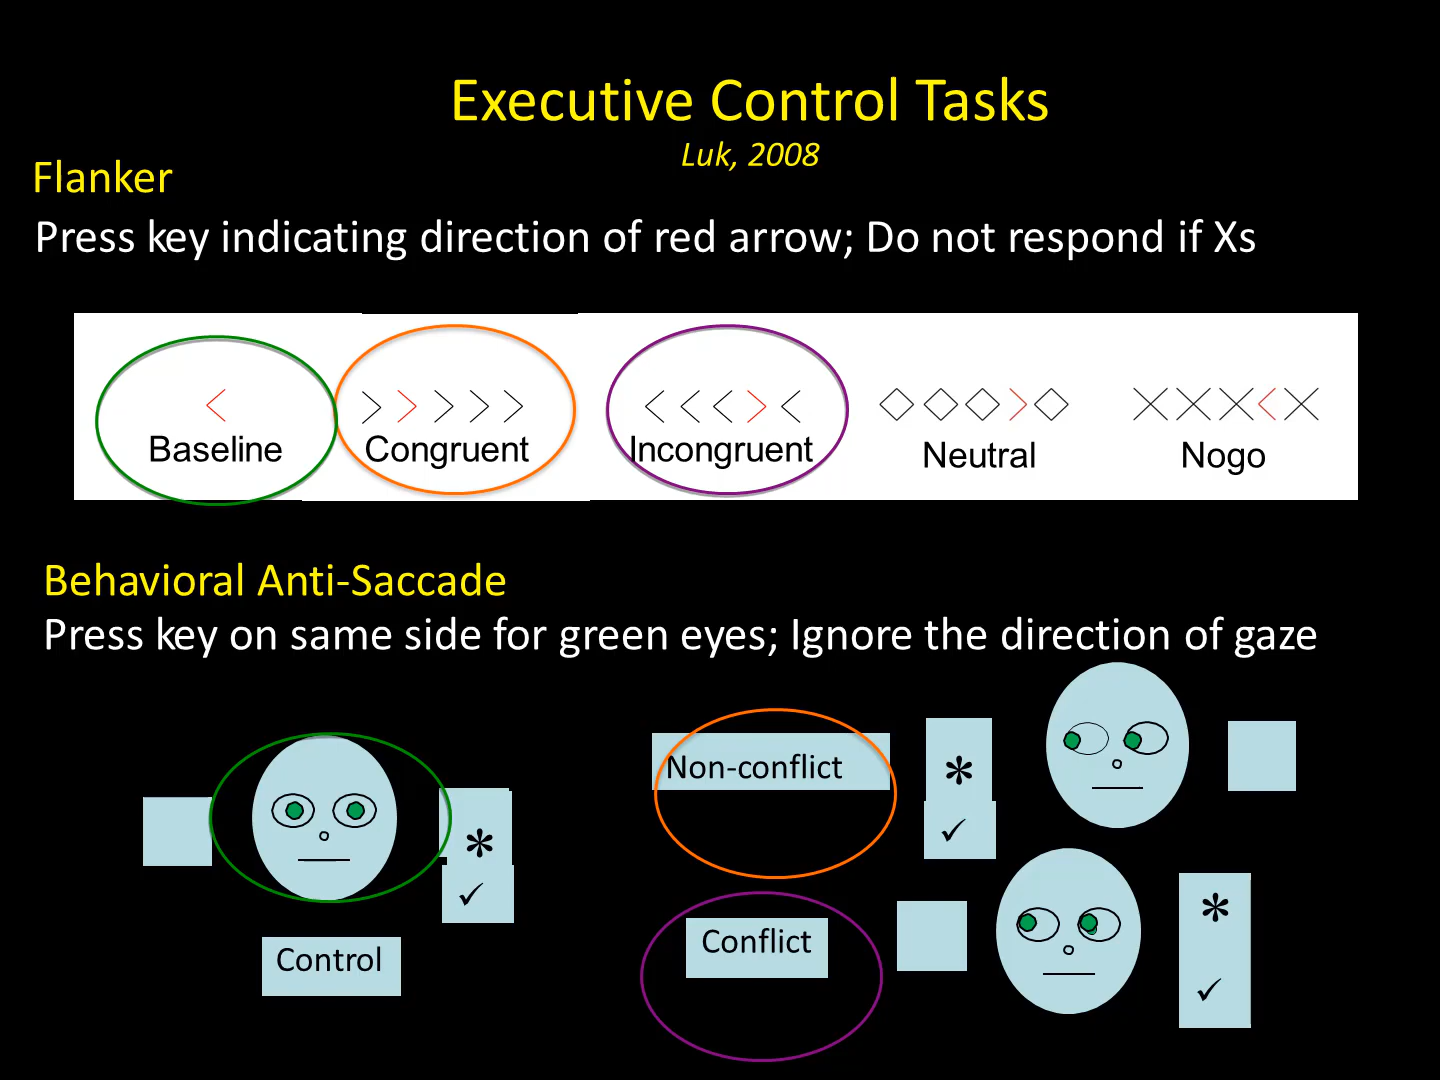 Executive Control Tasks
Luk, 2008
Flanker
Press key indicating direction of red arrow; Do not respond if Xs
Baseline
Congruent
Incongruent
Neutral
Nogo
Behavioral Anti-Saccade
Press key on same side for green eyes; Ignore the direction of gaze
Non-conflict
*
✓
*
✓
Control
Conflict
*
✓